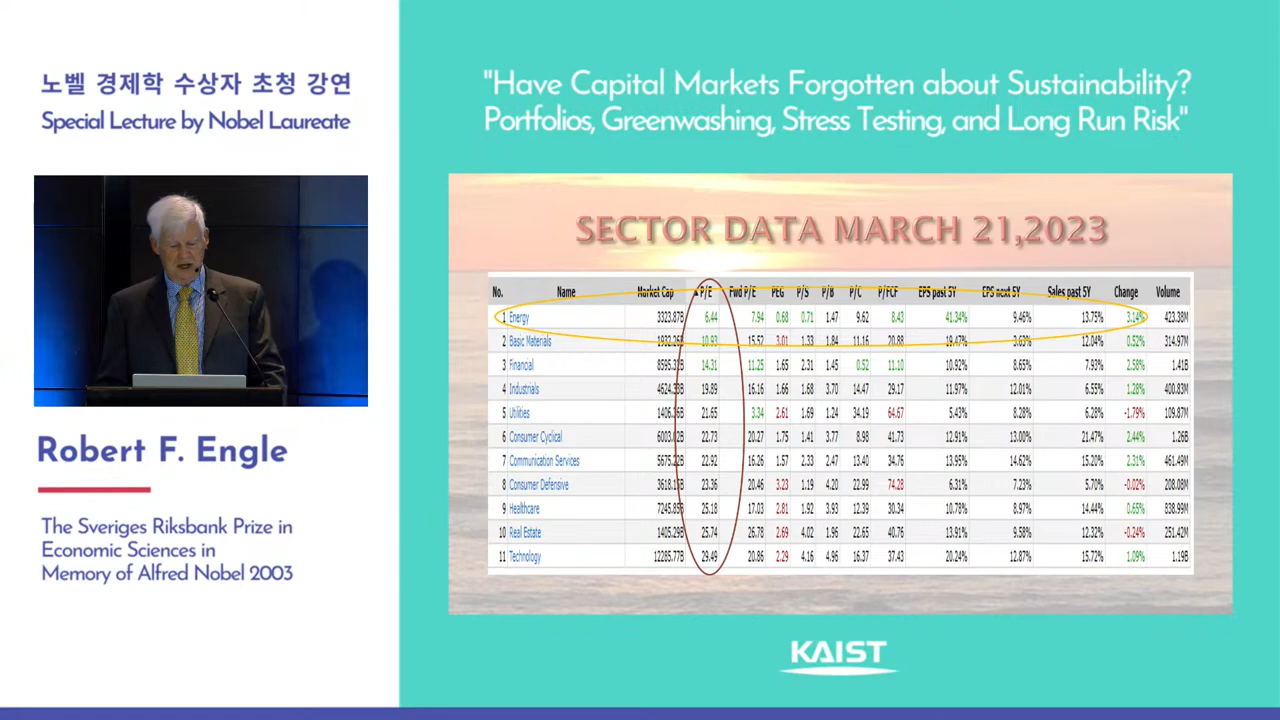 노벨 경제학 수상자 초청 강연
Special Lecture by Nobel Laureate
Robert F. Engle
The Sveriges Riksbank Prize in
Economic Sciences in
Memory of Alfred Nobel 2003
"Have Capital Markets Forgotten about Sustainability?
Portfolios, Greenwashing, Stress Testing, and Long Run Risk"
SECTOR DATA MARCH 21,2023
No. Name Market Cap ▲P/E Fwd P/E PEG P/S P/B P/C P/FCF EPS past 5Y EPS next 5Y Sales past 5Y Change Volume
1 Energy 3323.87B 6.44 7.94 0.68 0.71 1.47 9.62 8.43 41.34% 9.46% 13.75% 3.14% 423.38M
2 Basic Materials 10.93 15.52 3.01 1.33 1.84 11.16 20.88 19.47% 3.63% 12.04% 0.52% 314.97M
3 Financial 14.31 11.25 1.65 2.31 1.45 0.52 11.10 10.92% 8.65% 7.93% 2.58% 1.41B
4 Industrials 19.89 16.16 1.66 1.68 3.70 14.47 29.17 11.97% 12.01% 6.55% 1.28% 400.83M
5 Utilities 21.65 3.34 2.61 1.69 1.24 34.19 64.67 5.43% 8.28% 6.28% -1.79% 109.87M
6 Consumer Cyclical 22.73 20.27 1.75 1.41 3.77 8.98 41.73 12.91% 13.00% 21.47% 2.44% 1.26B
7 Communication Services 22.92 16.26 1.57 2.33 2.47 13.40 34.76 13.95% 14.62% 15.20% 2.31% 461.49M
8 Consumer Defensive 23.36 20.46 3.23 1.19 4.20 22.99 74.28 6.31% 7.23% 5.70% -0.02% 208.08M
9 Healthcare 25.18 17.03 2.81 1.92 3.93 12.39 30.34 10.78% 8.97% 14.44% 0.65% 838.99M
10 Real Estate 25.74 26.78 2.69 4.02 1.96 22.65 40.76 13.91% 9.58% 12.32% -0.24% 251.42M
11 Technology 12285.77B 29.49 20.86 2.29 4.16 4.96 16.37 37.43 20.24% 12.87% 15.72% 1.09% 1.19B
KAIST